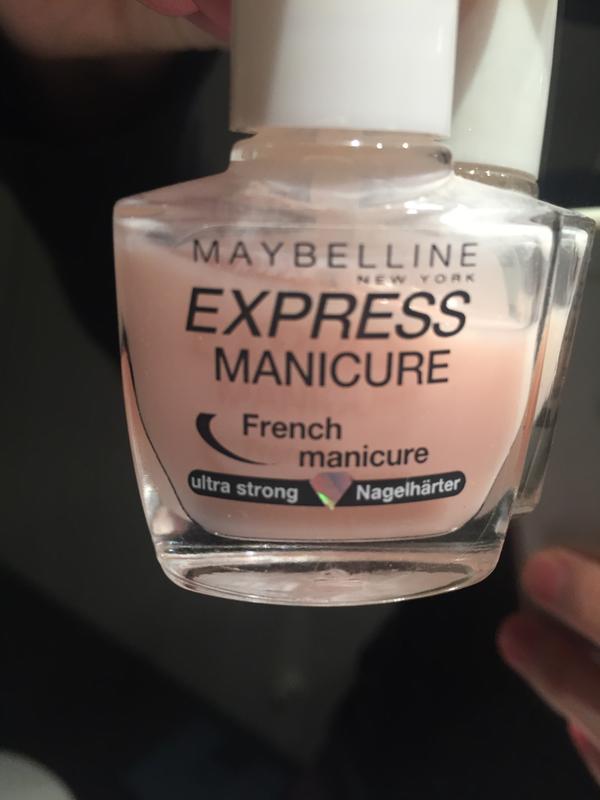 MAYBELLINE
NEW YORK
EXPRESS
MANICURE
French
manicure
ultra strong Nagelhärter